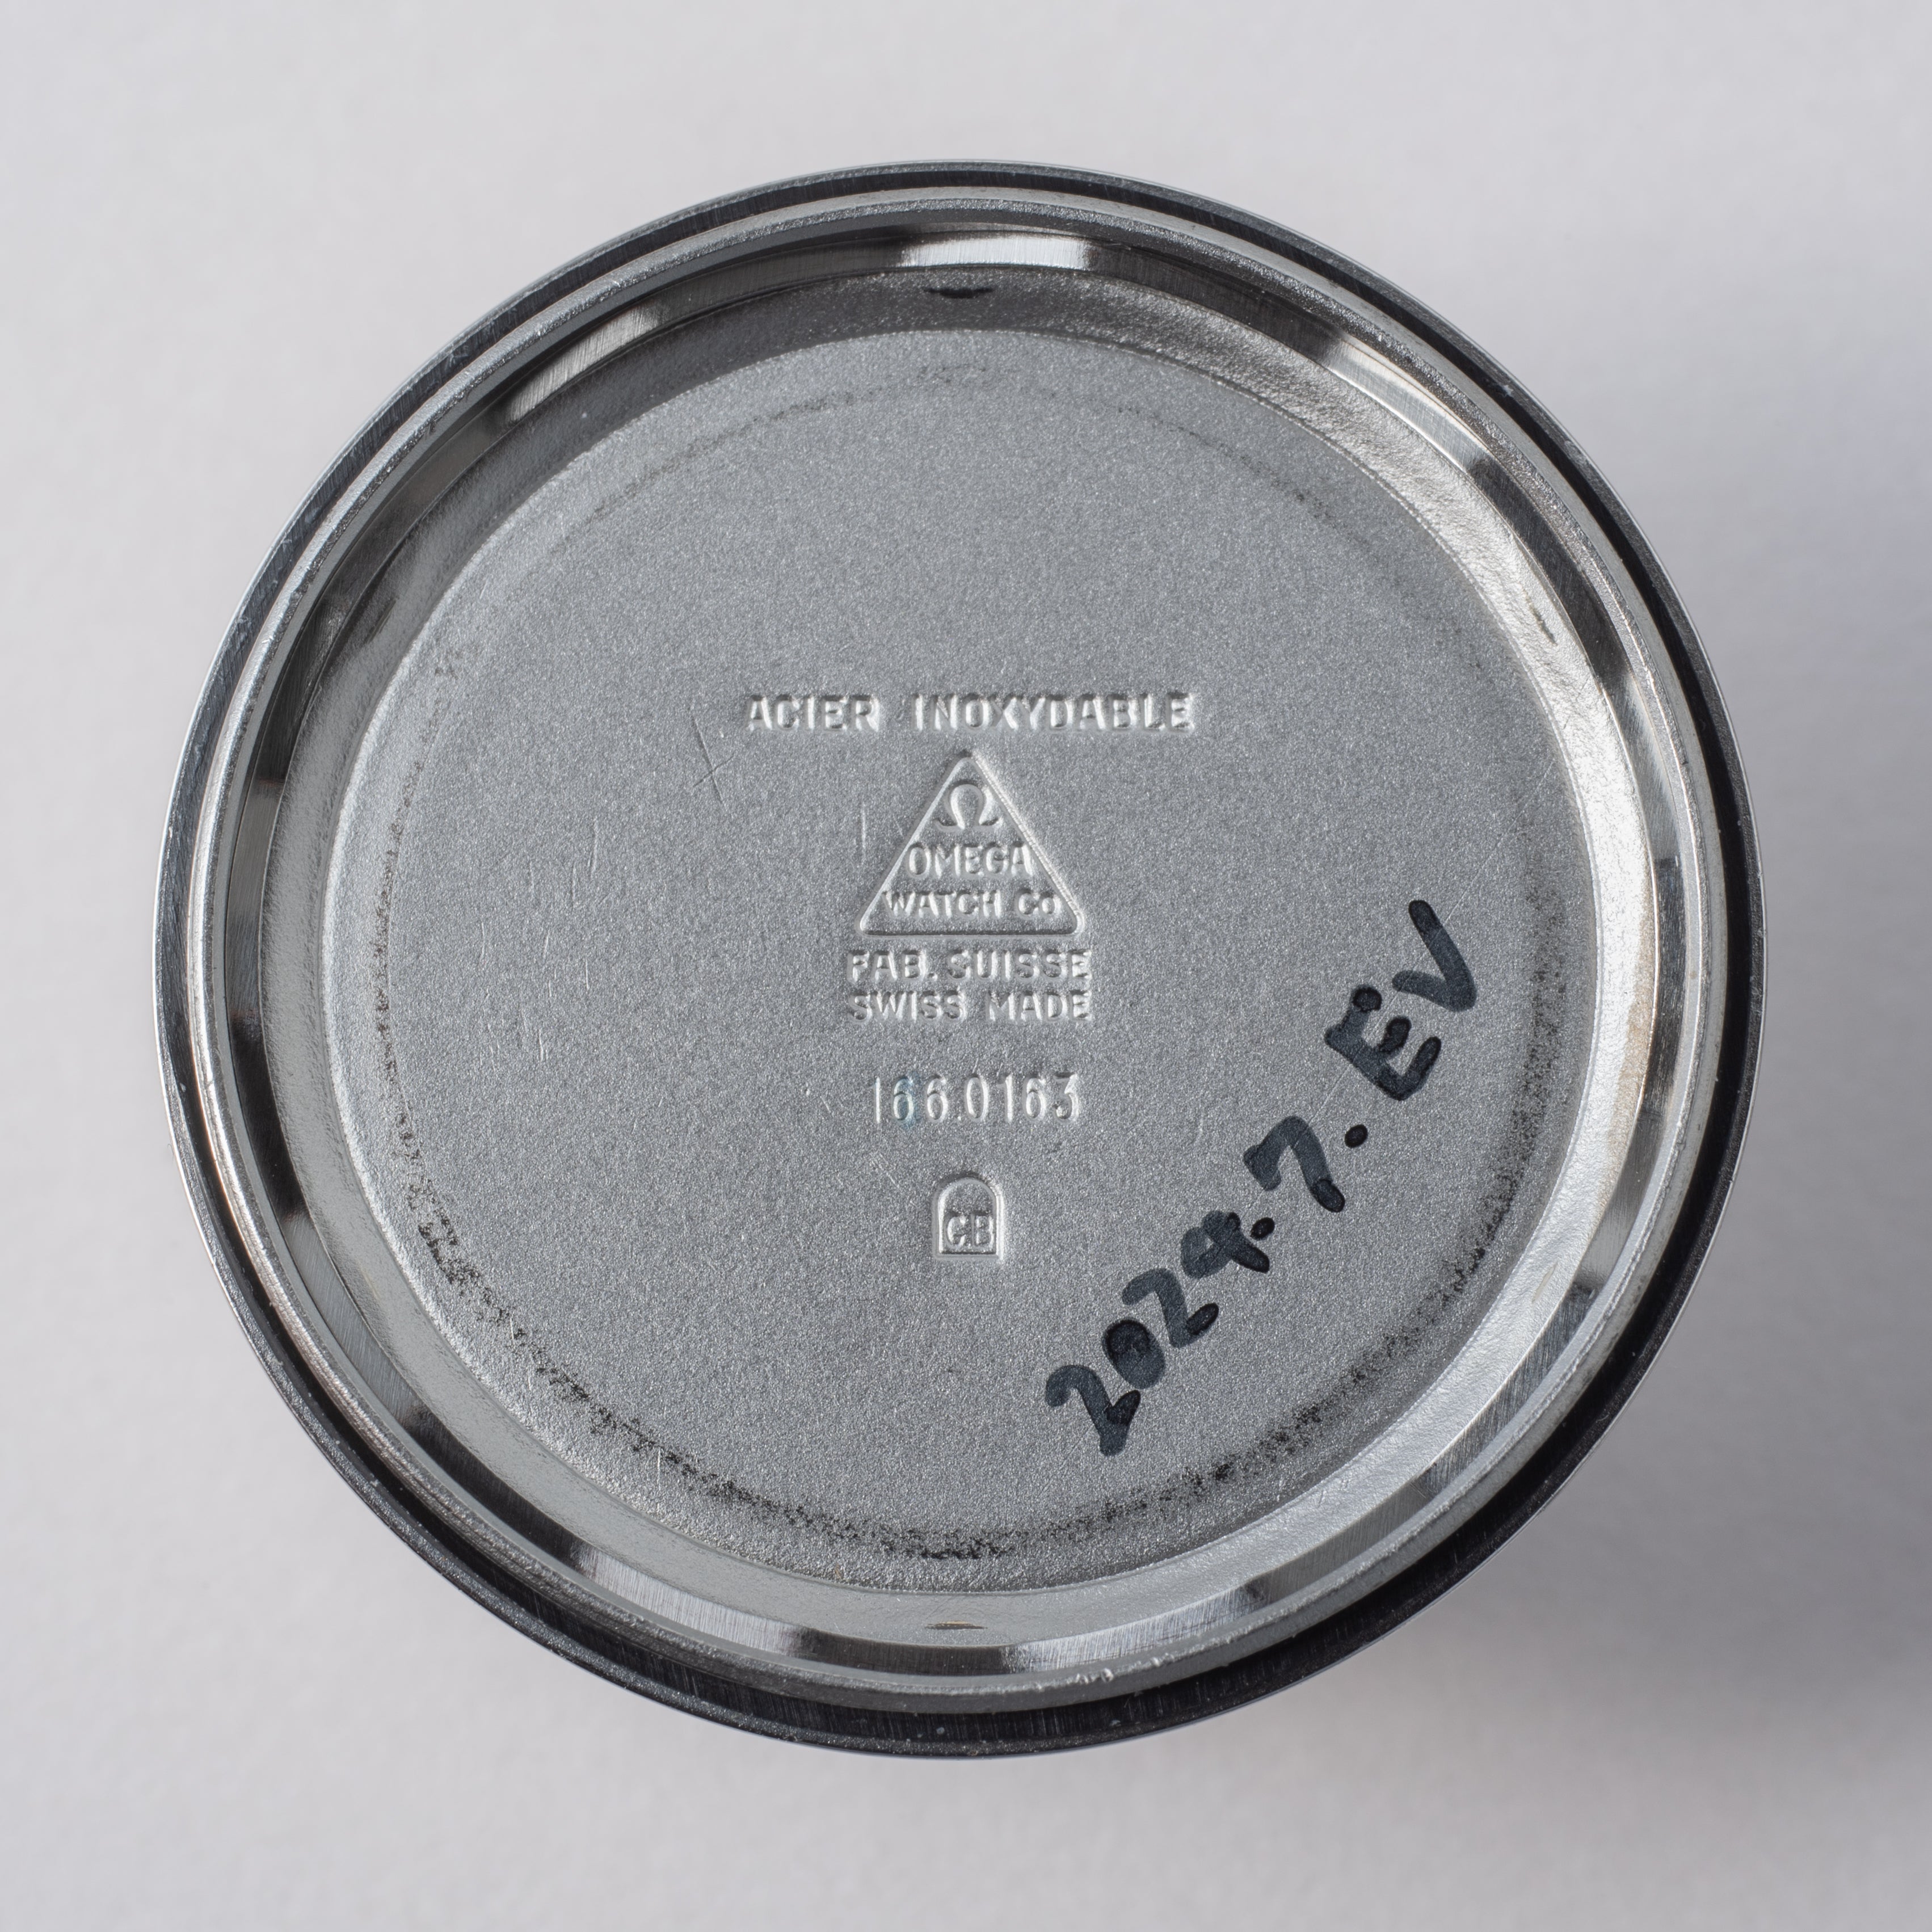 ACIER INOXYDABLE
Ω
OMEGA
WATCH Co
FAB. SUISSE
SWISS MADE
166.0163
CB
2024.7. EV